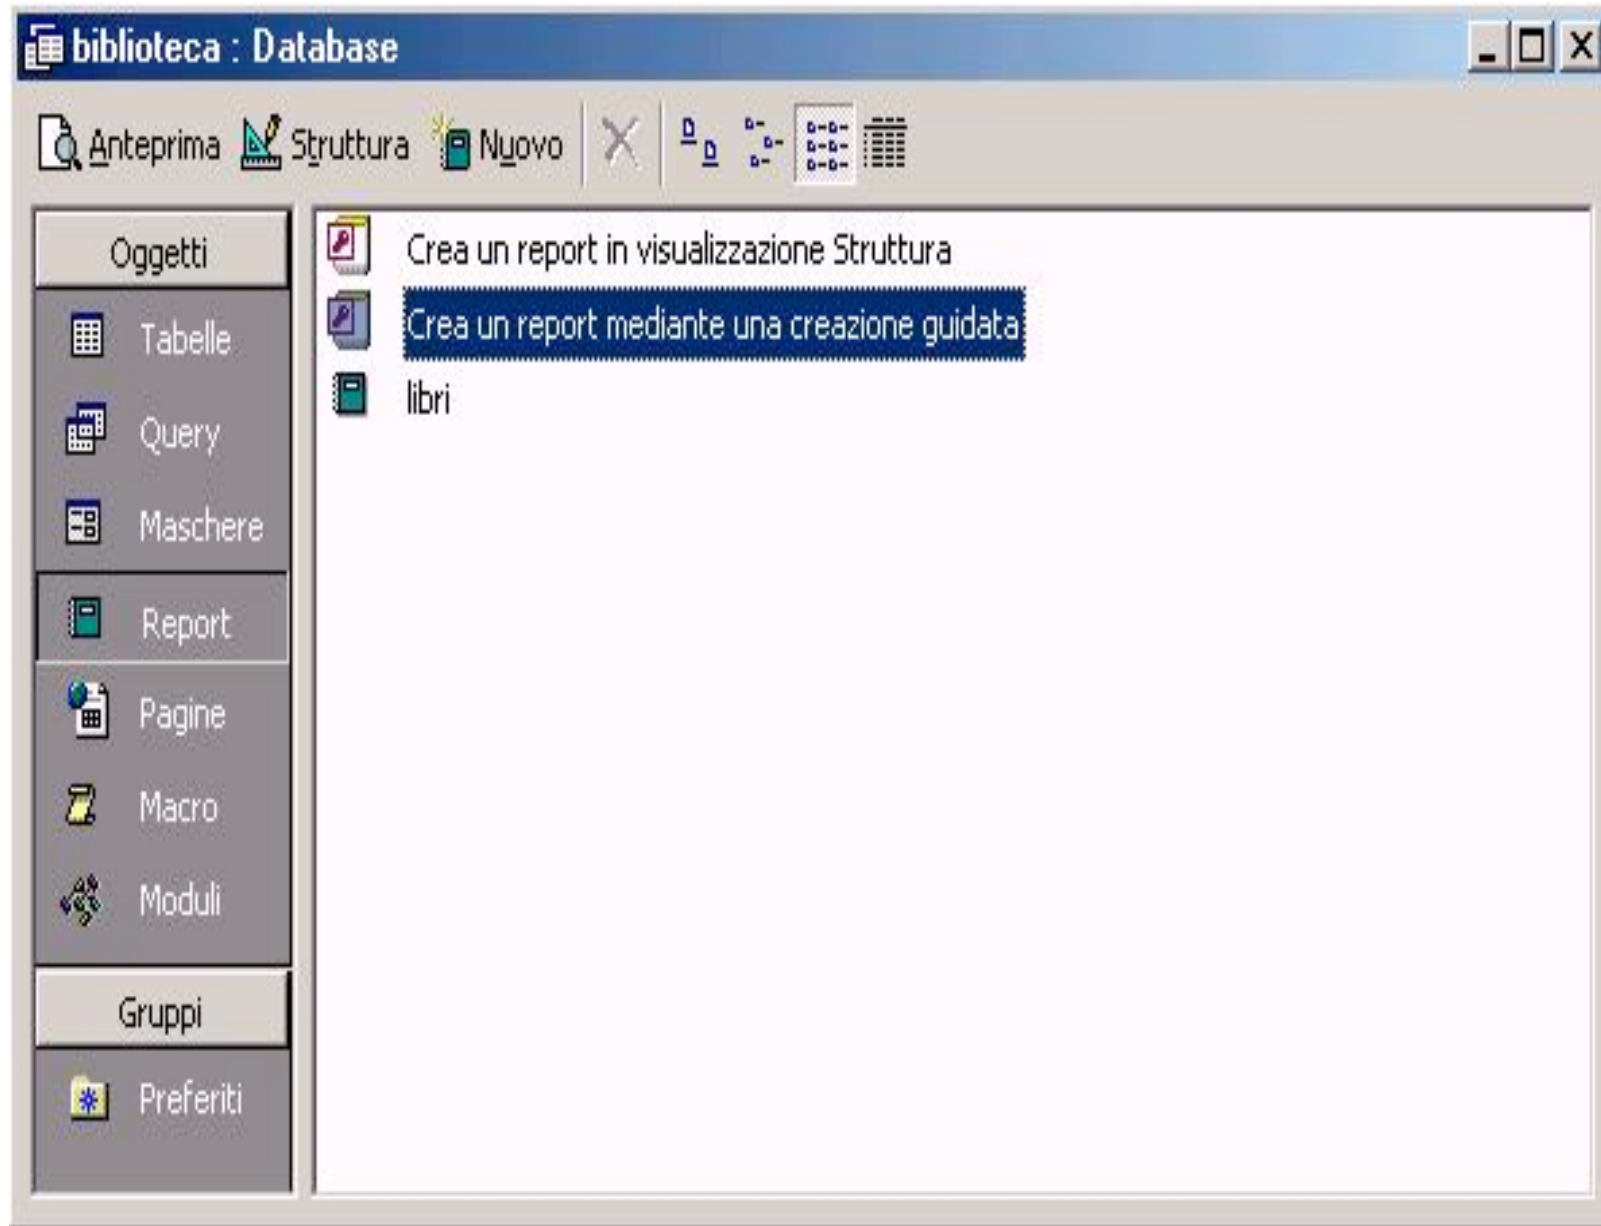 biblioteca : Database
Anteprima Struttura Nuovo
Oggetti
Tabelle
Query
Maschere
Report
Pagine
Macro
Moduli
Gruppi
Preferiti
Crea un report in visualizzazione Struttura
Crea un report mediante una creazione guidata
libri